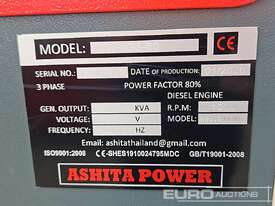 MODEL: CE
SERIAL NO. DATE OF PRODUCTION:
3 PHASE POWER FACTOR 80%
DIESEL ENGINE
GEN. OUTPUT: KVA R.P.M.
VOLTAGE: V MODEL
FREQUENCY: HZ
Email: ashitathailand@gmail.com
ISO9001:2008 CE-SHES1910024795MDC GB/T19001-2008
ASHITA POWER
EURO
AUCTIONS